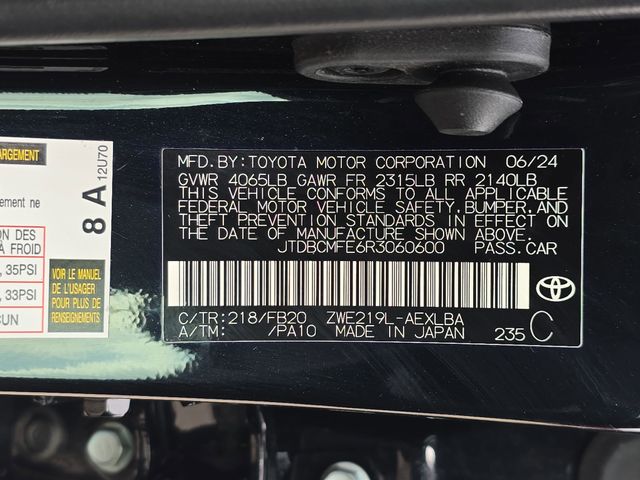 ARGEMENT
ement ne
ON DES
À FROID
, 35PSI
, 33PSI
CUN
VOIR LE MANUEL
DE L'USAGER
POUR PLUS DE
RENSEIGNEMENTS
8 A 12U70
MFD.BY:TOYOTA MOTOR CORPORATION 06/24
GVWR 4065LB GAWR FR 2315LB RR 2140LB
THIS VEHICLE CONFORMS TO ALL APPLICABLE
FEDERAL MOTOR VEHICLE SAFETY,BUMPER,AND
THEFT PREVENTION STANDARDS IN EFFECT ON
THE DATE OF MANUFACTURE SHOWN ABOVE.
JTDBCMFE6R3060600 PASS.CAR
C/TR:218/FB20 ZWE219L-AEXLBA
A/TM: /PA10 MADE IN JAPAN 235 C